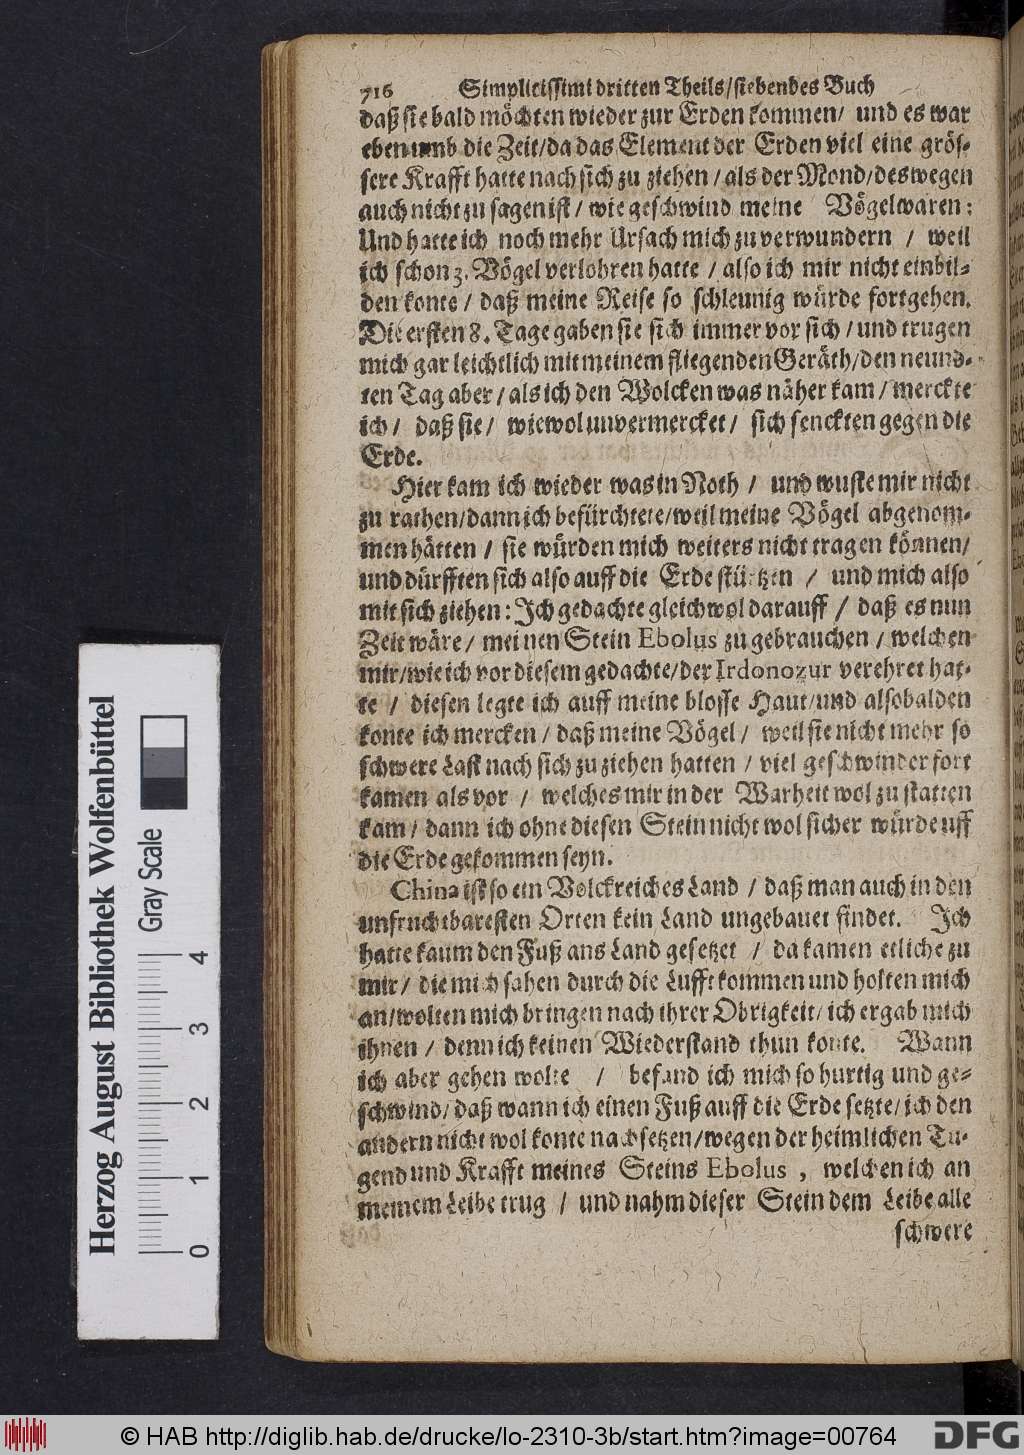 716 Simplicissimi dritten Theils/siebendes Buch
daß sie bald möchten wieder zur Erden kommen/ und es war
eben umb die Zeit/da das Element der Erden viel eine grös-
sere Krafft hatte nach sich zu ziehen/als der Mond/deswegen
auch nicht zu sagen ist/ wie geschwind meine Vögel waren:
Und hatte ich noch mehr Ursach mich zu verwundern / weil
ich schon 3. Vögel verlohren hatte / also ich mir nicht einbil-
den konte/ daß meine Reise so schleunig würde fortgehen.
Die ersten 8. Tage gaben sie sich immer vor sich/und trugen
mich gar leichtlich mit meinem fliegenden Geräth/den neund-
ten Tag aber/als ich den Wolcken was näher kam/ merckte
ich/ daß sie/ wiewol unvermercket/ sich senckten gegen die
Erde.
Hier kam ich wieder was in Noth / und wuste mir nicht
zu rathen/dann ich befürchtete/weil meine Vögel abgenom-
men hätten / sie würden mich weiters nicht tragen können/
und dürfften sich also auff die Erde stürtzen / und mich also
mit sich ziehen: Ich gedachte gleichwol darauff / daß es nun
Zeit wäre/ meinen Stein Ebolus zu gebrauchen / welchen
mir/wie ich vor diesem gedachte/der Irdonozur verehret hat-
te / diesen legte ich auff meine blosse Haut/und alsobalden
konte ich mercken/ daß meine Vögel/ weil sie nicht mehr so
schwere Last nach sich zu ziehen hatten / viel geschwinder fort
kamen als vor / welches mir in der Warheit wol zu statten
kam/ dann ich ohne diesen Stein nicht wol sicher würde uff
die Erde gekommen seyn.
China ist so ein Volckreiches Land / daß man auch in den
unfruchtbaresten Orten kein Land ungebauet findet. Ich
hatte kaum den Fuß ans Land gesetzet / da kamen etliche zu
mir/ die mich sahen durch die Lufft kommen und holten mich
an/wolten mich bringen nach ihrer Obrigkeit/ ich ergab mich
ihnen / denn ich keinen Wiederstand thun konte. Wann
ich aber gehen wolte / befand ich mich so hurtig und ge-
schwind/daß wann ich einen Fuß auff die Erde setzte/ich den
andern nicht wol konte nachsetzen/wegen der heimlichen Tu-
gend und Krafft meines Steins Ebolus, welchen ich an
meinem Leibe trug / und nahm dieser Stein dem Leibe alle
schwere
Herzog August Bibliothek Wolfenbüttel
Gray Scale
0 1 2 3 4
© HAB http://diglib.hab.de/drucke/lo-2310-3b/start.htm?image=00764
DFG